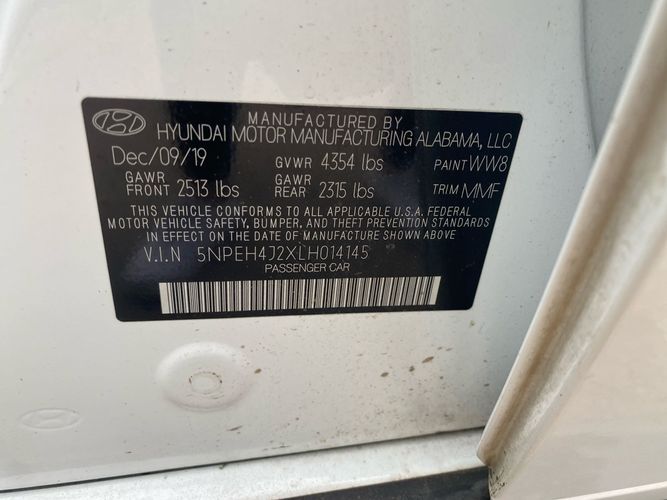 MANUFACTURED BY
HYUNDAI MOTOR MANUFACTURING ALABAMA, LLC
Dec/09/19 GVWR 4354 lbs PAINT WW8
GAWR FRONT 2513 lbs GAWR REAR 2315 lbs TRIM MMF
THIS VEHICLE CONFORMS TO ALL APPLICABLE U.S.A. FEDERAL
MOTOR VEHICLE SAFETY, BUMPER, AND THEFT PREVENTION STANDARDS
IN EFFECT ON THE DATE OF MANUFACTURE SHOWN ABOVE
V.I.N 5NPEH4J2XLH014145
PASSENGER CAR